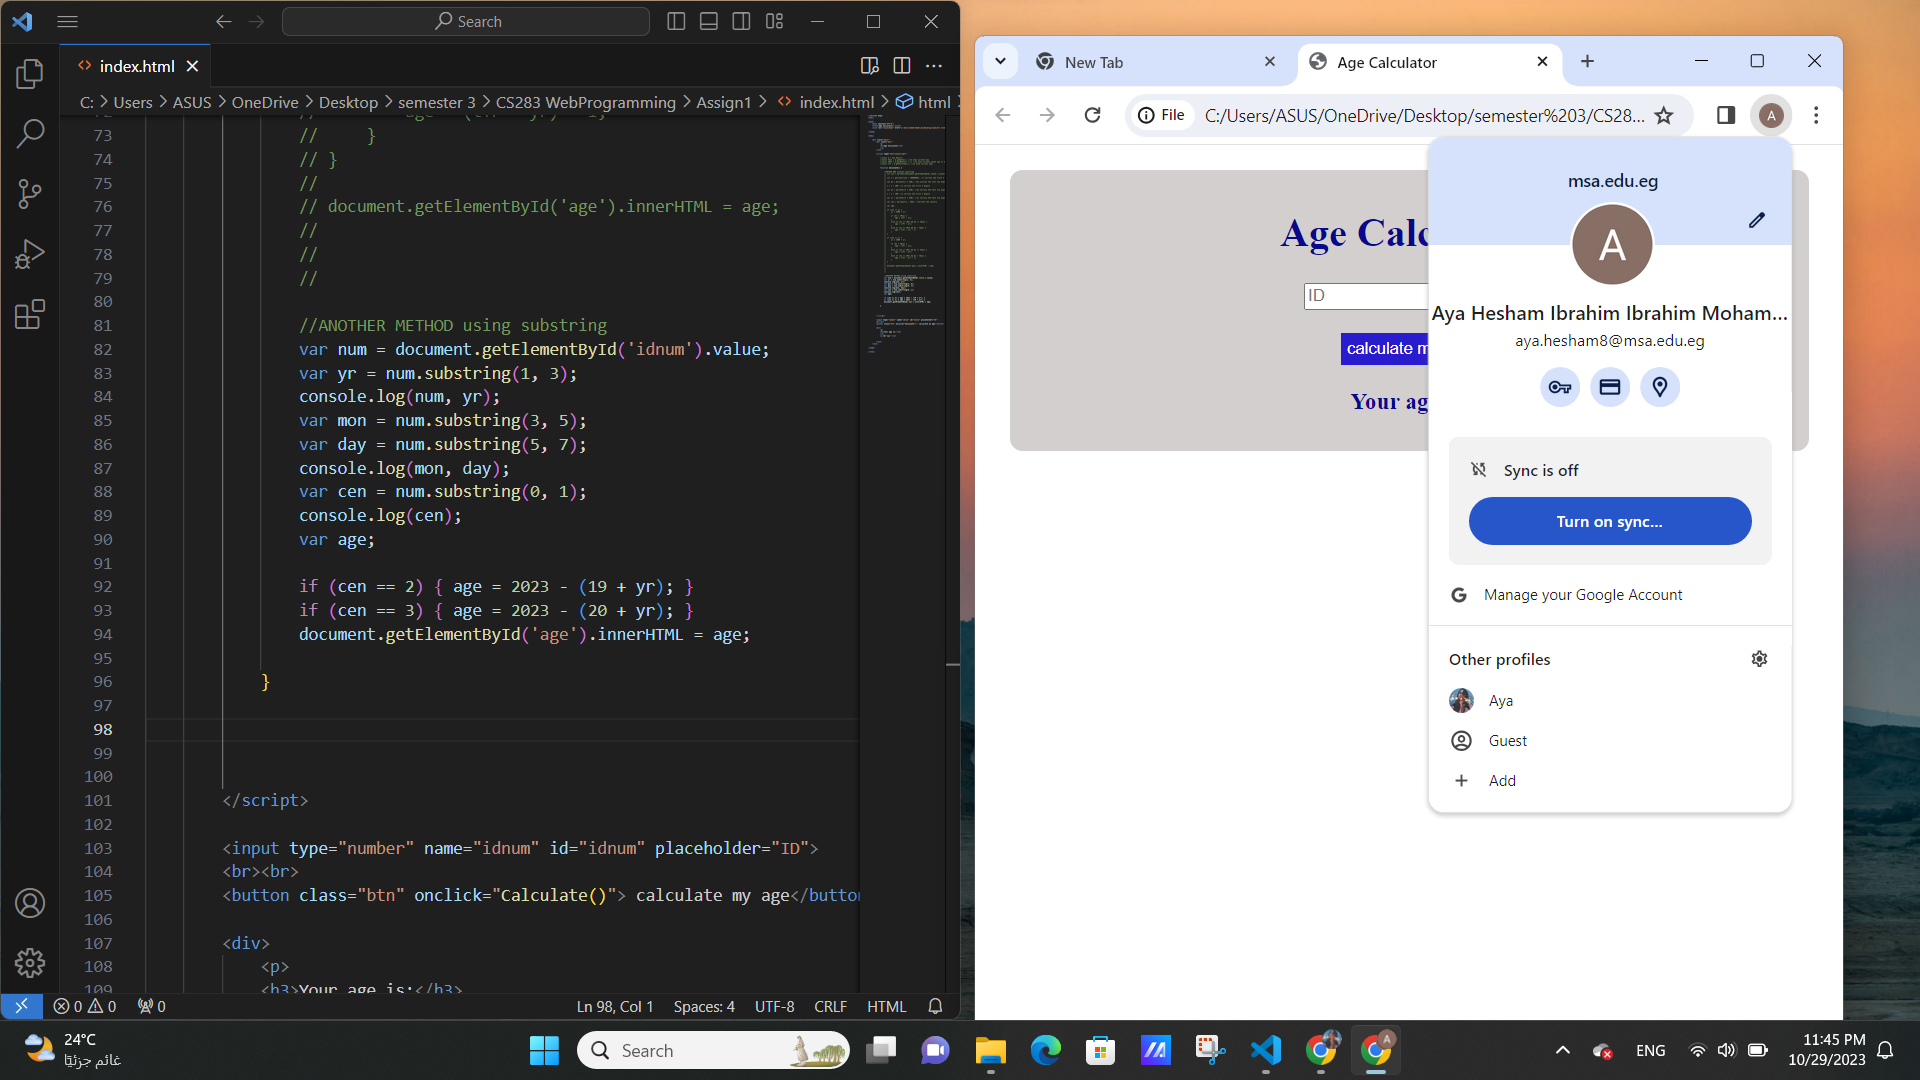 Search
index.html
C: > Users > ASUS > OneDrive > Desktop > semester 3 > CS283 WebProgramming > Assign1 > index.html > html
73 // }
74 // }
75 //
76 // document.getElementById('age').innerHTML = age;
77 //
78 //
79 //
80
81 //ANOTHER METHOD using substring
82 var num = document.getElementById('idnum').value;
83 var yr = num.substring(1, 3);
84 console.log(num, yr);
85 var mon = num.substring(3, 5);
86 var day = num.substring(5, 7);
87 console.log(mon, day);
88 var cen = num.substring(0, 1);
89 console.log(cen);
90 var age;
91
92 if (cen == 2) { age = 2023 - (19 + yr); }
93 if (cen == 3) { age = 2023 - (20 + yr); }
94 document.getElementById('age').innerHTML = age;
95
96 }
97
98
99
100
101 </script>
102
103 <input type="number" name="idnum" id="idnum" placeholder="ID">
104 <br><br>
105 <button class="btn" onclick="Calculate()"> calculate my age</button
106
107 <div>
108 <p>
109 <h3>Your age is:</h3>
0 0 0 Ln 98, Col 1 Spaces: 4 UTF-8 CRLF HTML
New Tab
Age Calculator
File C:/Users/ASUS/OneDrive/Desktop/semester%203/CS28...
A
Age Calc
ID
calculate m
Your ag
msa.edu.eg
A
Aya Hesham Ibrahim Ibrahim Moham...
aya.hesham8@msa.edu.eg
Sync is off
Turn on sync...
G Manage your Google Account
Other profiles
Aya
Guest
Add
24°C
غائم جزئيًا
Search
A
ENG
11:45 PM
10/29/2023